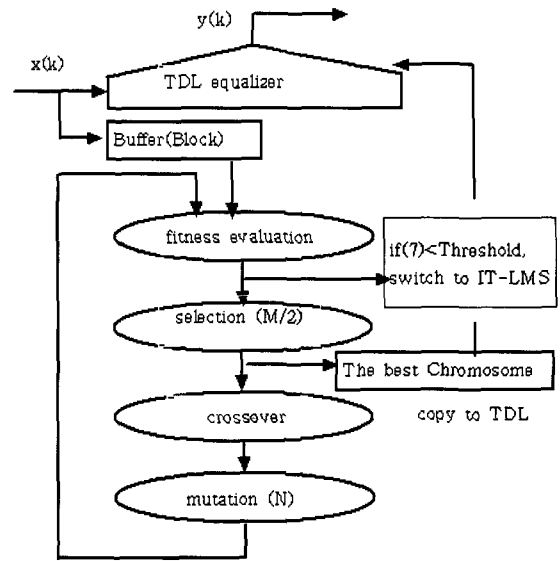 y(k)
x(k)
TDL equalizer
Buffer(Block)
fitness evaluation
if(7)<Threshold,
switch to IT-LMS
selection (M/2)
The best Chromosome
copy to TDL
crossover
mutation (N)